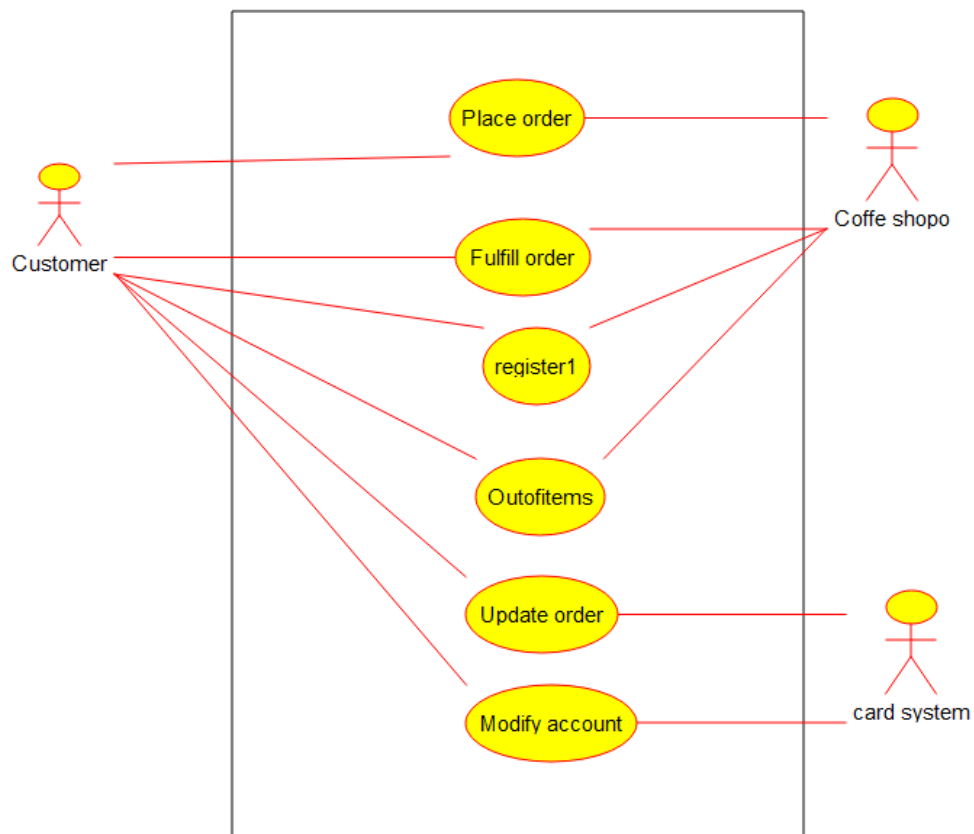 Place order
Coffe shopo
Customer
Fulfill order
register1
Outofitems
Update order
card system
Modify account